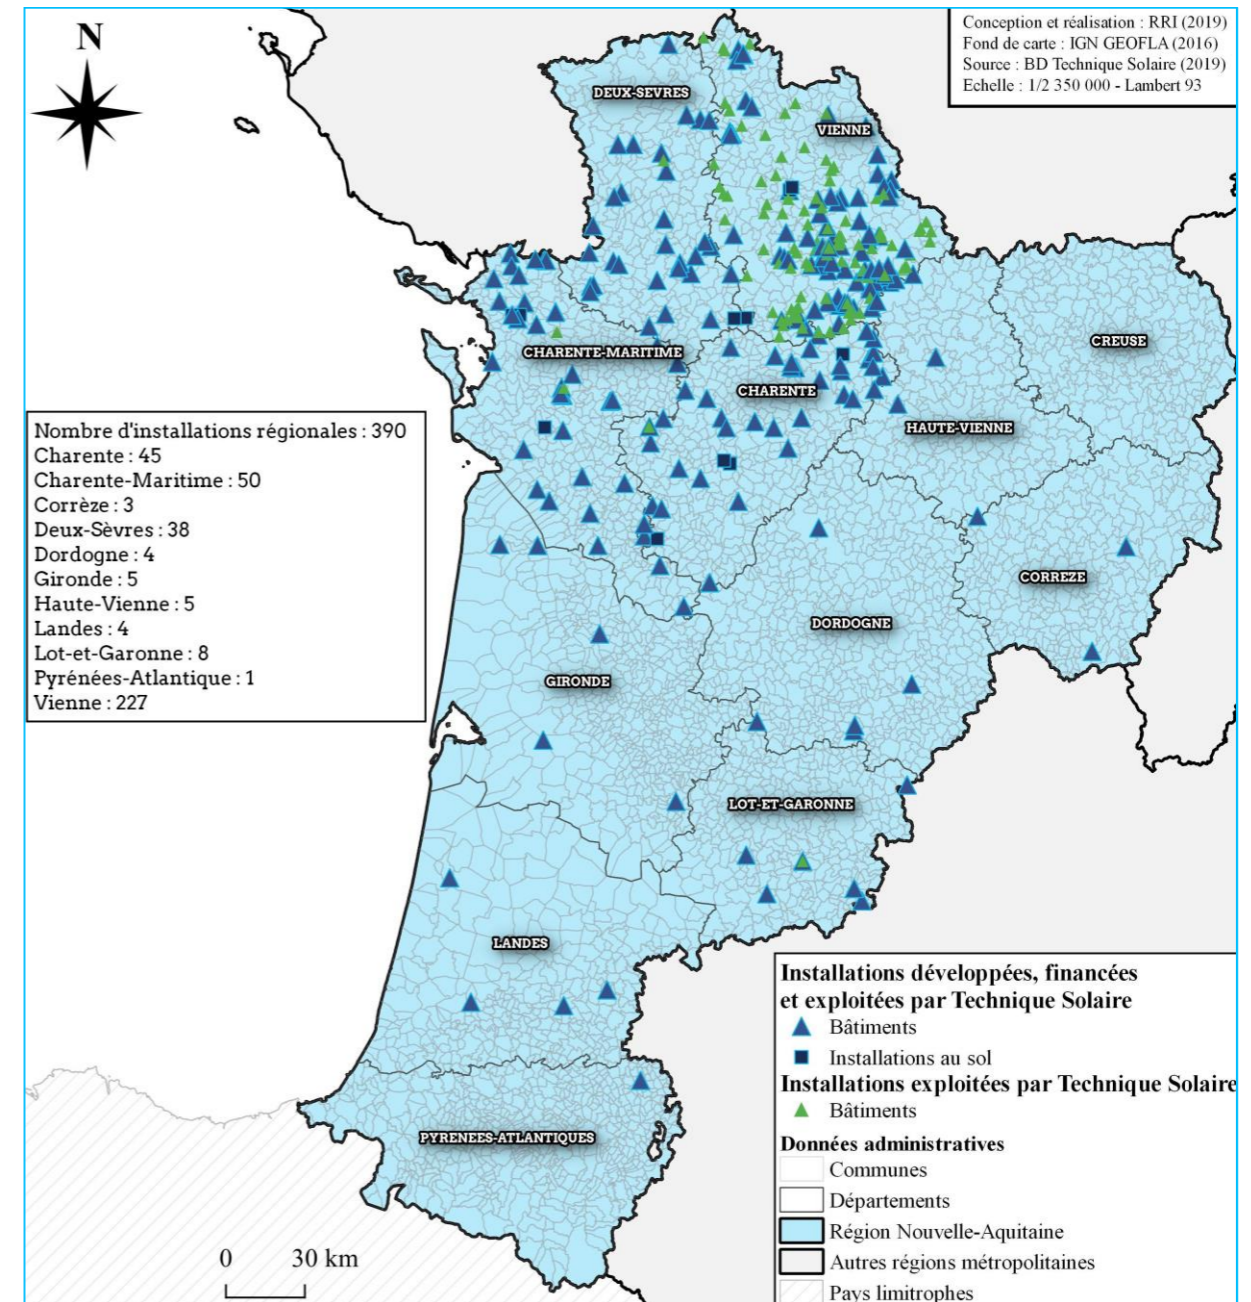 N
Conception et réalisation : RRI (2019)
Fond de carte : IGN GEOFLA (2016)
Source : BD Technique Solaire (2019)
Echelle : 1/2 350 000 - Lambert 93
DEUX-SEVRES
VIENNE
CHARENTE-MARITIME
CREUSE
CHARENTE
HAUTE-VIENNE
Nombre d'installations régionales : 390
Charente : 45
Charente-Maritime : 50
Corrèze : 3
Deux-Sèvres : 38
Dordogne : 4
Gironde : 5
Haute-Vienne : 5
Landes : 4
Lot-et-Garonne : 8
Pyrénées-Atlantique : 1
Vienne : 227
CORREZE
DORDOGNE
GIRONDE
LOT-ET-GARONNE
LANDES
PYRENEES-ATLANTIQUES
Installations développées, financées
et exploitées par Technique Solaire
Bâtiments
Installations au sol
Installations exploitées par Technique Solaire
Bâtiments
Données administratives
Communes
Départements
Région Nouvelle-Aquitaine
Autres régions métropolitaines
Pays limitrophes
0 30 km